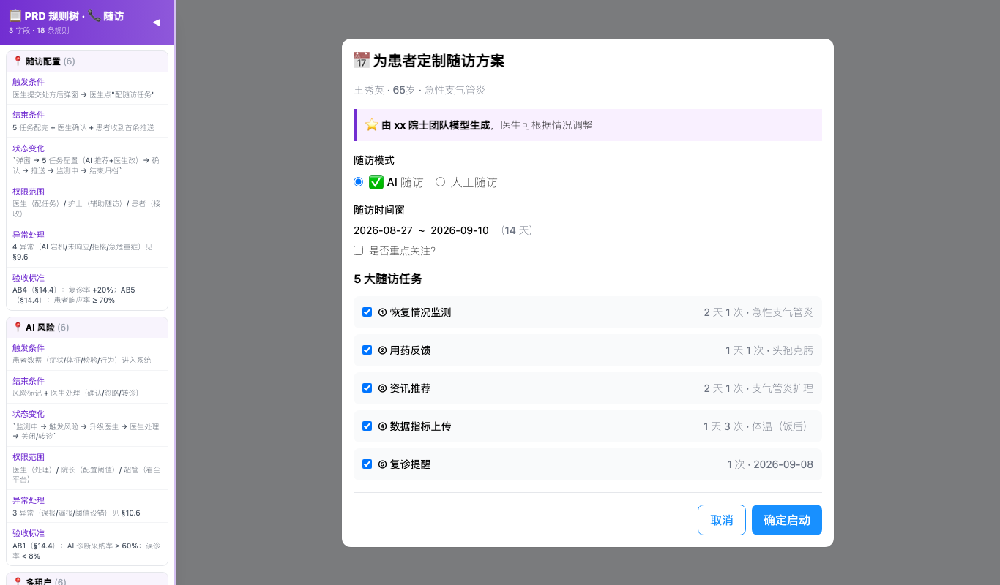 📋 PRD 规则树 · 📞 随访
3 字段 · 18 条规则
◀
📍 随访配置 (6)
触发条件
医生提交处方后弹窗 → 医生点"配随访任务"
结束条件
5 任务配完 + 医生确认 + 患者收到首条推送
状态变化
`弹窗 → 5 任务配置（AI 推荐+医生改）→ 确
认 → 推送 → 监测中 → 结束归档`
权限范围
医生（配任务）/ 护士（辅助随访）/ 患者（接
收）
异常处理
4 异常（AI 宕机/未响应/拒接/急危重症）见
§9.6
验收标准
AB4（§14.4）：复诊率 +20%；AB5
（§14.4）：患者响应率 ≥ 70%
📍 AI 风险 (6)
触发条件
患者数据（症状/体征/检验/行为）进入系统
结束条件
风险标记 + 医生处理（确认/忽略/转诊）
状态变化
`监测中 → 触发风险 → 升级医生 → 医生处理
→ 关闭/转诊`
权限范围
医生（处理）/ 院长（配置阈值）/ 超管（看全
平台）
异常处理
3 异常（误报/漏报/阈值设错）见 §10.6
验收标准
AB1（§14.4）：AI 诊断采纳率 ≥ 60%；误诊
率 < 8%
📍 多租户 (6)
📅 为患者定制随访方案
王秀英 · 65岁 · 急性支气管炎
⭐ 由 xx 院士团队模型生成，医生可根据情况调整
随访模式
✅ AI 随访 人工随访
随访时间窗
2026-08-27 ~ 2026-09-10 （14 天）
是否重点关注?
5 大随访任务
① 恢复情况监测 2 天 1 次 · 急性支气管炎
② 用药反馈 1 天 1 次 · 头孢克肟
③ 资讯推荐 2 天 1 次 · 支气管炎护理
④ 数据指标上传 1 天 3 次 · 体温（饭后）
⑤ 复诊提醒 1 次 · 2026-09-08
取消 确定启动